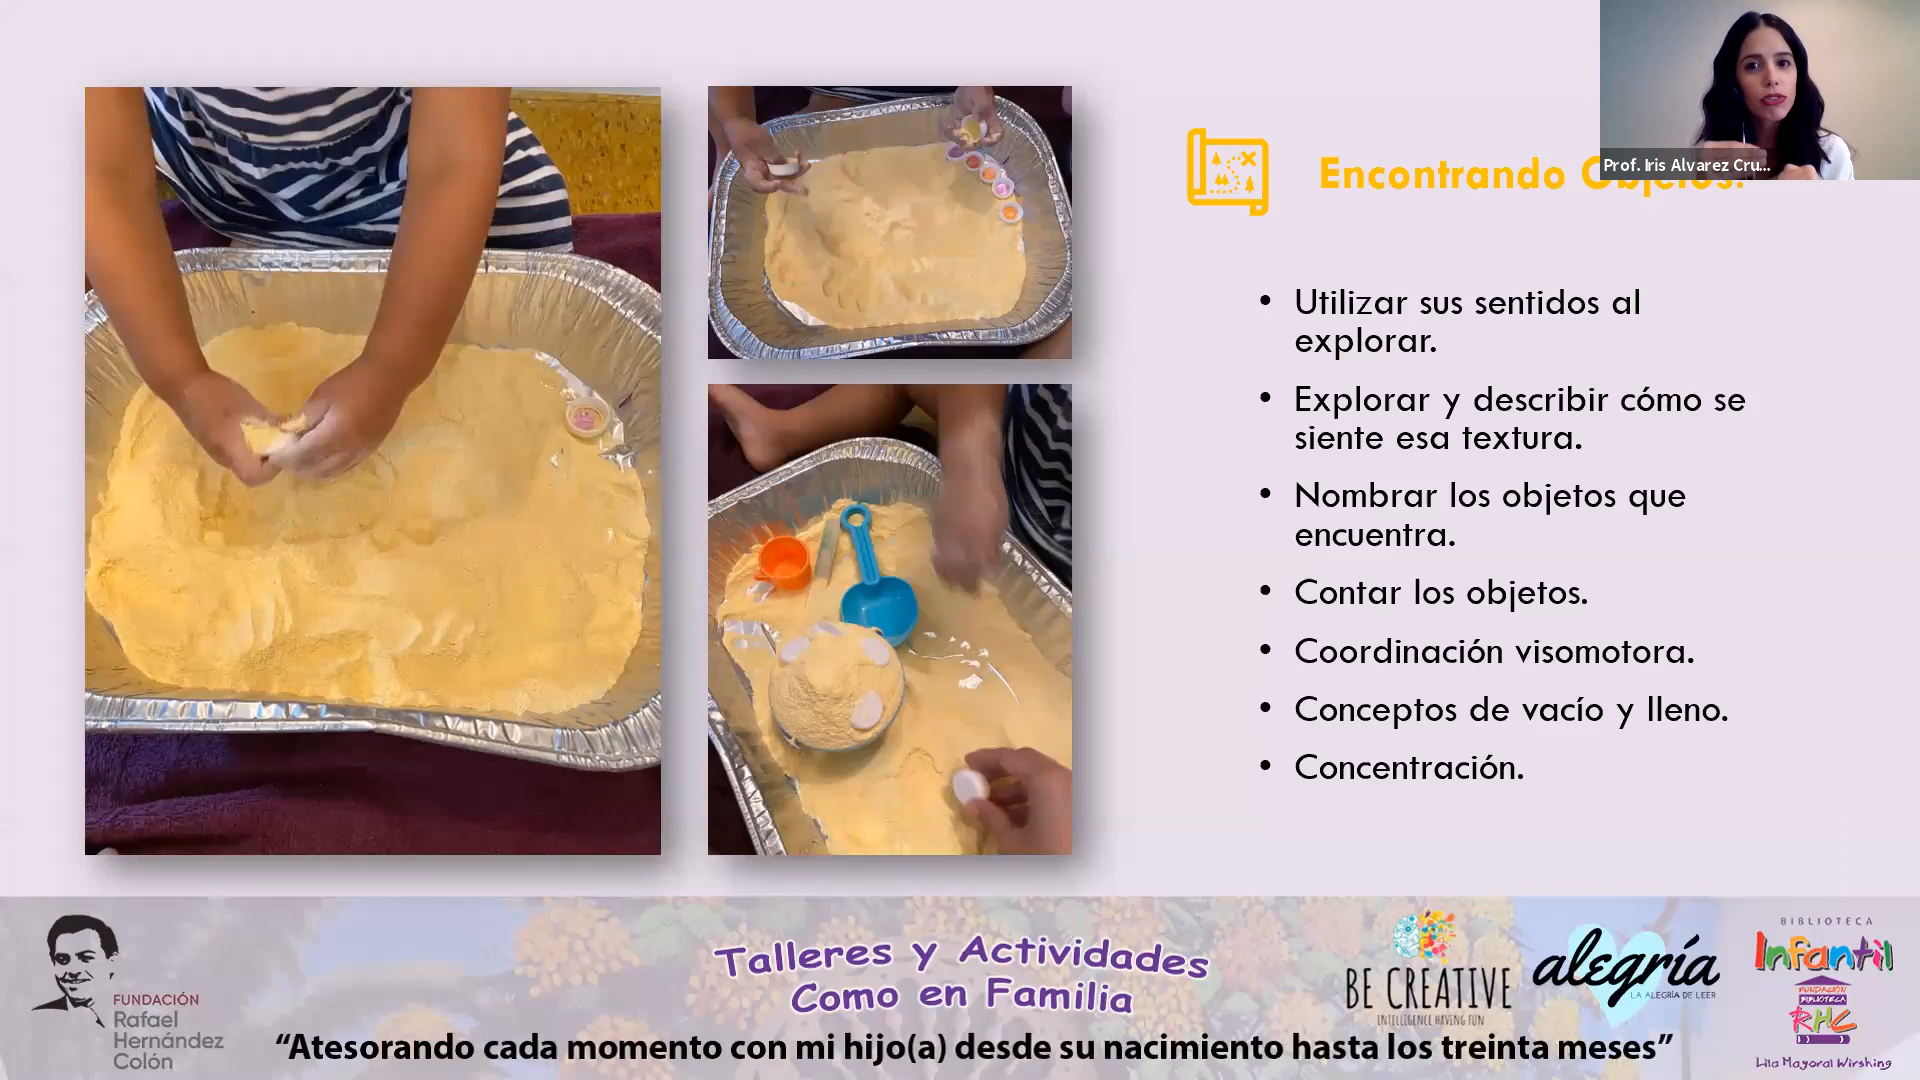 Prof. Iris Alvarez Cru...
Encontrando Objetos:
• Utilizar sus sentidos al
explorar.
• Explorar y describir cómo se
siente esa textura.
• Nombrar los objetos que
encuentra.
• Contar los objetos.
• Coordinación visomotora.
• Conceptos de vacío y lleno.
• Concentración.
FUNDACIÓN
Rafael
Hernández
Colón
Talleres y Actividades
Como en Familia
“Atesorando cada momento con mi hijo(a) desde su nacimiento hasta los treinta meses”
BE CREATIVE
INTELLIGENCE HAVING FUN
alegría
LA ALEGRÍA DE LEER
BIBLIOTECA
Infantil
FUNDACIÓN
BIBLIOTECA
RHC
Lila Mayoral Wirshing